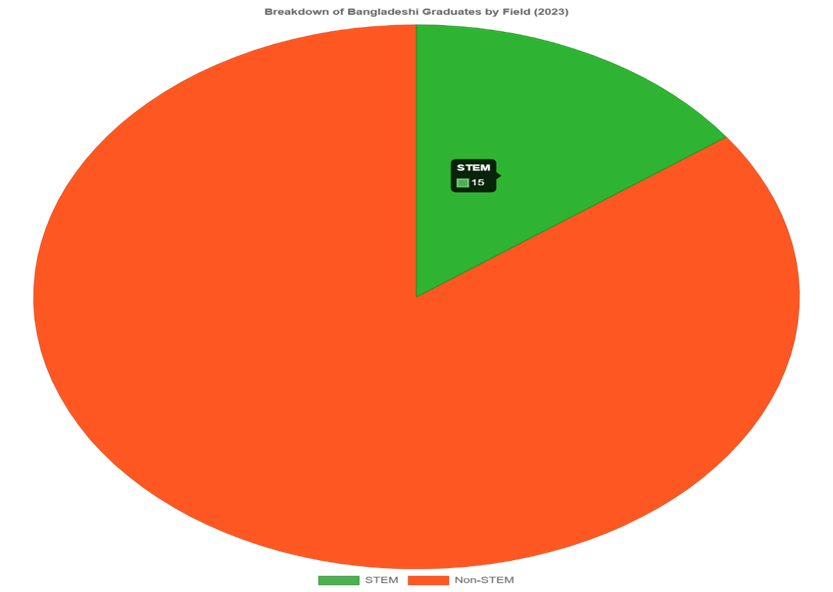 Breakdown of Bangladeshi Graduates by Field (2023)
STEM
15
STEM Non-STEM